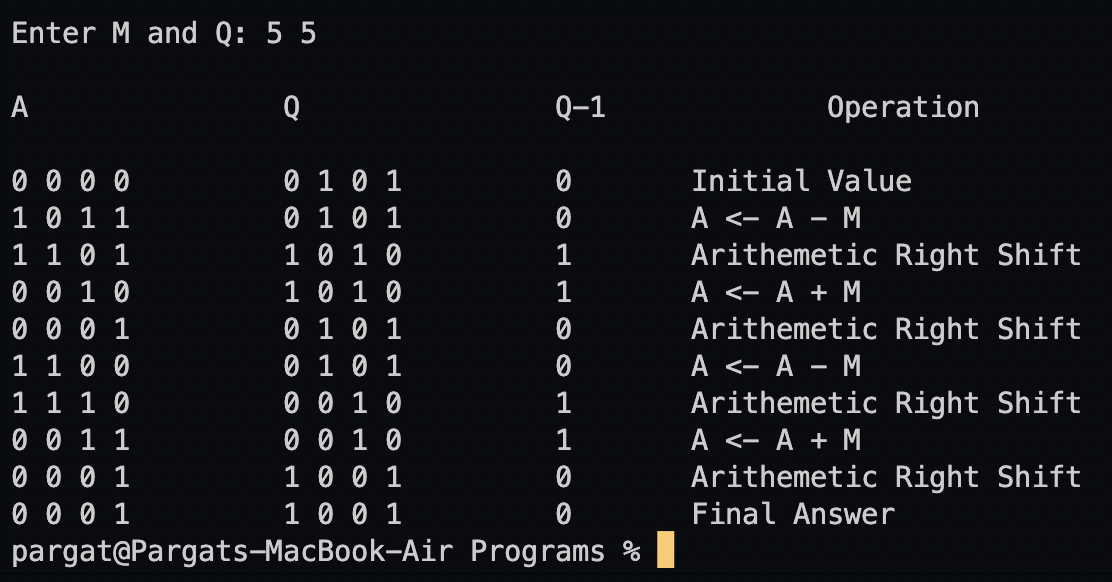 Enter M and Q: 5 5
A Q Q-1 Operation
0 0 0 0 0 1 0 1 0 Initial Value
1 0 1 1 0 1 0 1 0 A <- A - M
1 1 0 1 1 0 1 0 1 Arithemetic Right Shift
0 0 1 0 1 0 1 0 1 A <- A + M
0 0 0 1 0 1 0 1 0 Arithemetic Right Shift
1 1 0 0 0 1 0 1 0 A <- A - M
1 1 1 0 0 0 1 0 1 Arithemetic Right Shift
0 0 1 1 0 0 1 0 1 A <- A + M
0 0 0 1 1 0 0 1 0 Arithemetic Right Shift
0 0 0 1 1 0 0 1 0 Final Answer
pargat@Pargats-MacBook-Air Programs %